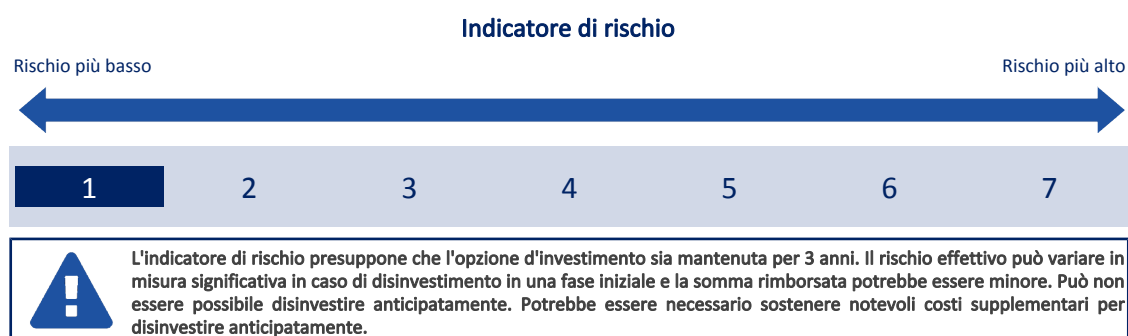 Indicatore di rischio
Rischio più basso
Rischio più alto
1 2 3 4 5 6 7
L'indicatore di rischio presuppone che l'opzione d'investimento sia mantenuta per 3 anni. Il rischio effettivo può variare in
misura significativa in caso di disinvestimento in una fase iniziale e la somma rimborsata potrebbe essere minore. Può non
essere possibile disinvestire anticipatamente. Potrebbe essere necessario sostenere notevoli costi supplementari per
disinvestire anticipatamente.